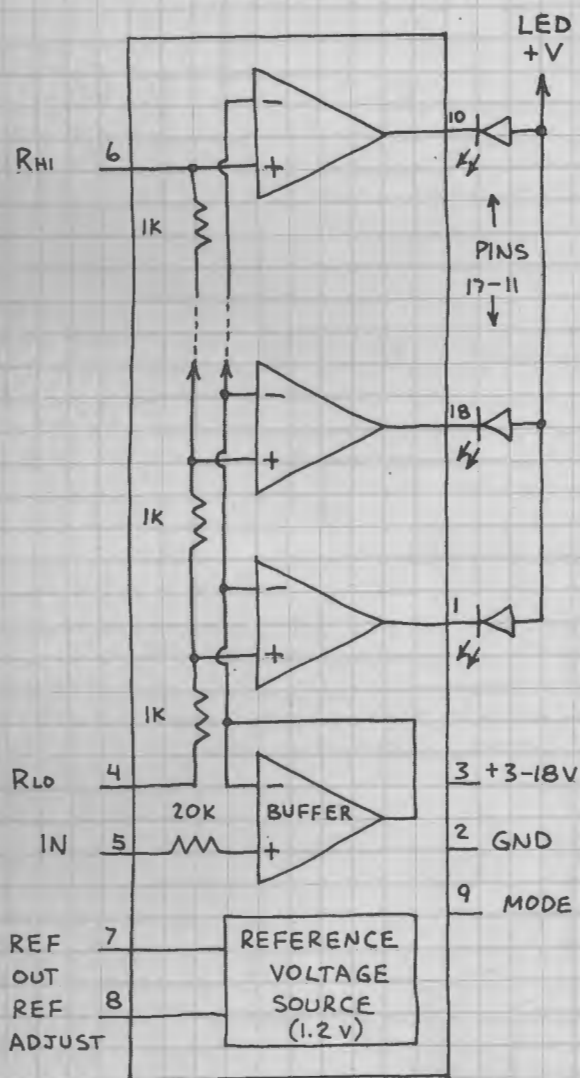 LED
+V
10
RHI 6
1K
PINS
17-11
18
1K
1
1K
RLO 4
3 +3-18V
20K
BUFFER
IN 5
2 GND
9 MODE
REF 7
OUT
REF 8
ADJUST
REFERENCE
VOLTAGE
SOURCE
(1.2 V)
-
+
-
+
-
+
-
+